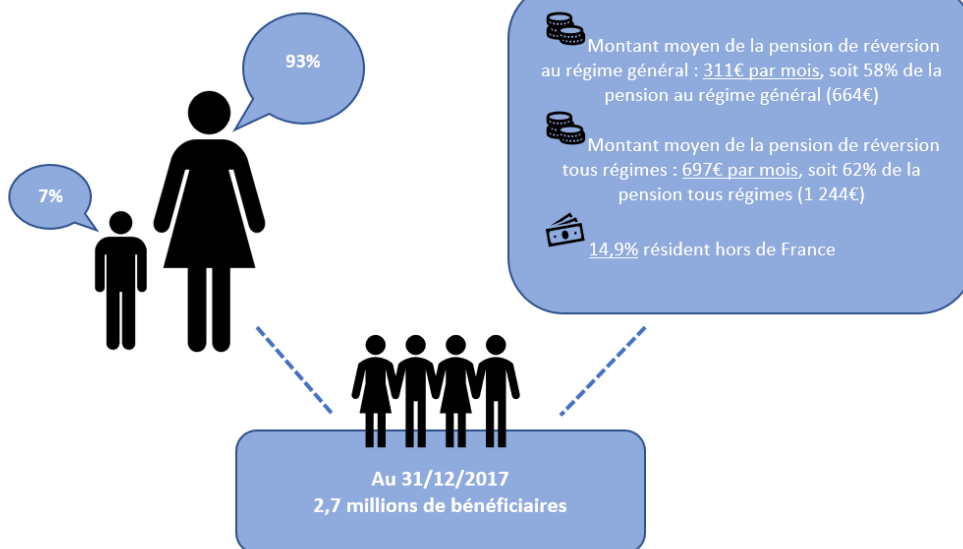 93%
7%
Montant moyen de la pension de réversion
au régime général : 311€ par mois, soit 58% de la
pension au régime général (664€)
Montant moyen de la pension de réversion
tous régimes : 697€ par mois, soit 62% de la
pension tous régimes (1 244€)
14,9% résident hors de France
Au 31/12/2017
2,7 millions de bénéficiaires